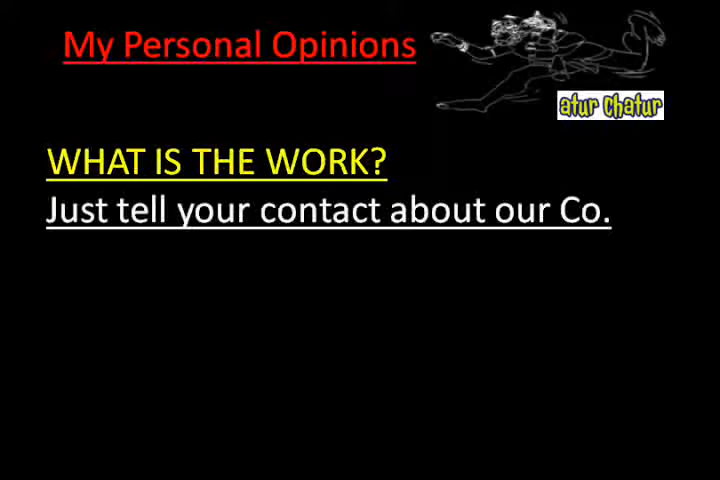 My Personal Opinions
atur chatur
WHAT IS THE WORK?
Just tell your contact about our Co.